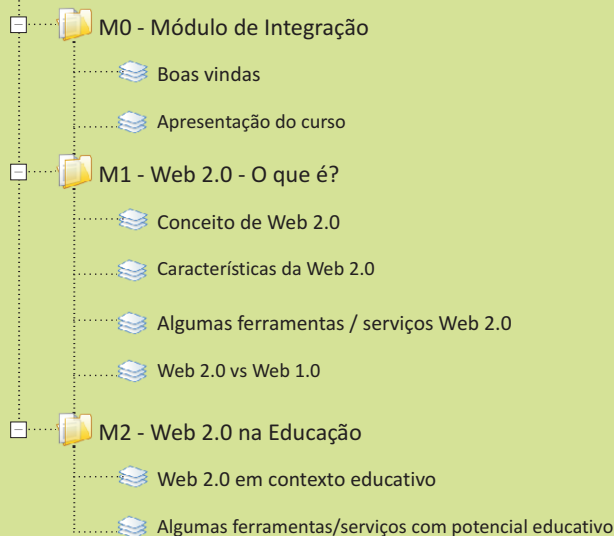 M0 - Módulo de Integração
Boas vindas
Apresentação do curso
M1 - Web 2.0 - O que é?
Conceito de Web 2.0
Características da Web 2.0
Algumas ferramentas / serviços Web 2.0
Web 2.0 vs Web 1.0
M2 - Web 2.0 na Educação
Web 2.0 em contexto educativo
Algumas ferramentas/serviços com potencial educativo